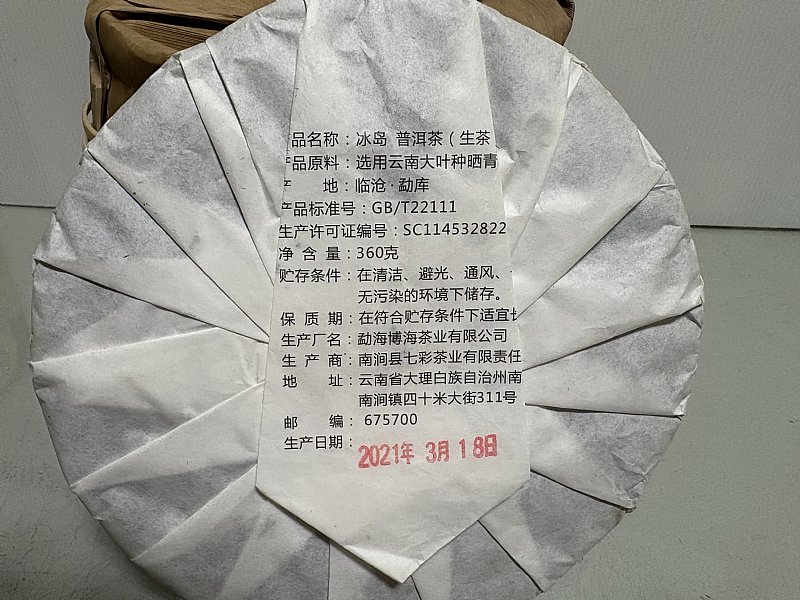 品名称：冰岛 普洱茶（生茶
产品原料：选用云南大叶种晒青
产 地：临沧·勐库
产品标准号：GB/T22111
生产许可证编号：SC114532822
净 含 量：360克
贮存条件：在清洁、避光、通风、
无污染的环境下储存。
保 质 期：在符合贮存条件下适宜长
生产厂名：勐海博海茶业有限公司
生 产 商：南涧县七彩茶业有限责任
地 址：云南省大理白族自治州南
南涧镇四十米大街311号
邮 编：675700
生产日期：
2021年 3月18日